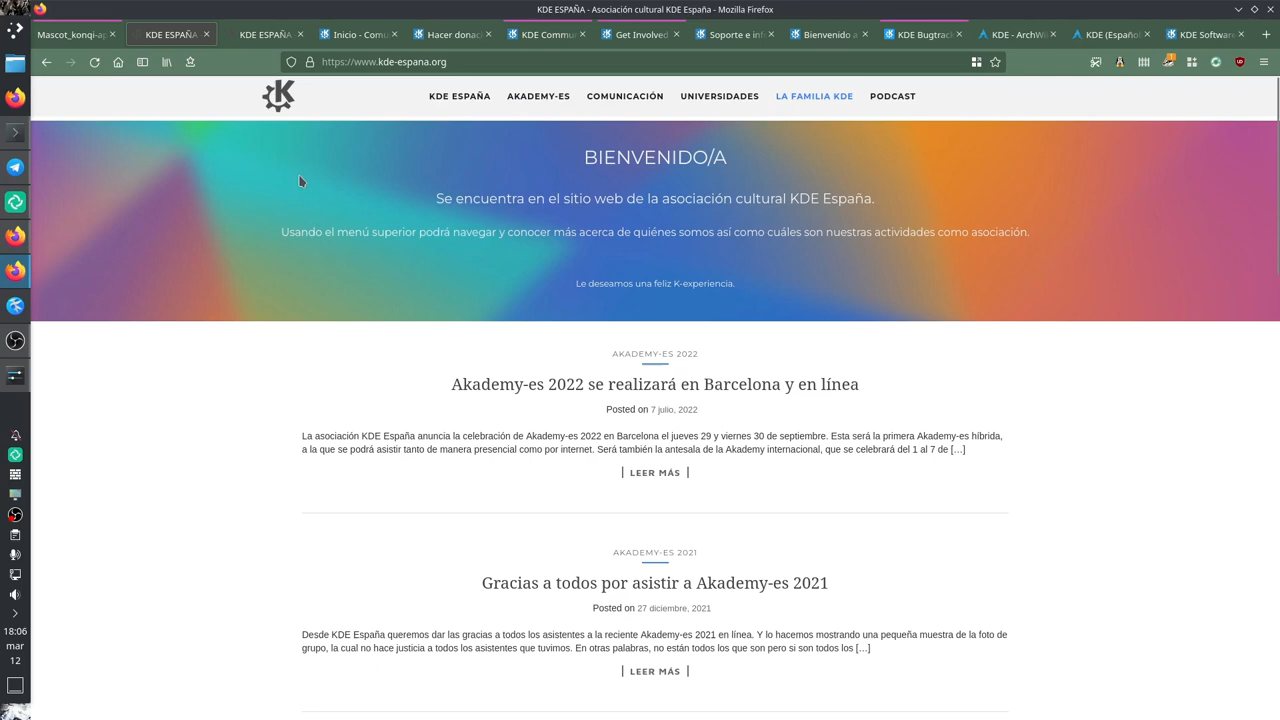 KDE ESPAÑA - Asociación cultural KDE España - Mozilla Firefox
Mascot_konqi-ap
KDE ESPAÑA
KDE ESPAÑA
Inicio - Comu
Hacer donaci
KDE Commu
Get Involved
Soporte e inf
Bienvenido a
KDE Bugtrack
KDE - ArchWi
KDE (Español
KDE Software
https://www.kde-espana.org
KDE ESPAÑA
AKADEMY-ES
COMUNICACIÓN
UNIVERSIDADES
LA FAMILIA KDE
PODCAST
BIENVENIDO/A
Se encuentra en el sitio web de la asociación cultural KDE España.
Usando el menú superior podrá navegar y conocer más acerca de quiénes somos así como cuáles son nuestras actividades como asociación.
Le deseamos una feliz K-experiencia.
AKADEMY-ES 2022
Akademy-es 2022 se realizará en Barcelona y en línea
Posted on 7 julio, 2022
La asociación KDE España anuncia la celebración de Akademy-es 2022 en Barcelona el jueves 29 y viernes 30 de septiembre. Esta será la primera Akademy-es híbrida,
a la que se podrá asistir tanto de manera presencial como por internet. Será también la antesala de la Akademy internacional, que se celebrará del 1 al 7 de […]
LEER MÁS
AKADEMY-ES 2021
Gracias a todos por asistir a Akademy-es 2021
Posted on 27 diciembre, 2021
Desde KDE España queremos dar las gracias a todos los asistentes a la reciente Akademy-es 2021 en línea. Y lo hacemos mostrando una pequeña muestra de la foto de
grupo, la cual no hace justicia a todos los asistentes que tuvimos. En otras palabras, no están todos los que son pero si son todos los […]
LEER MÁS
18:06
mar
12